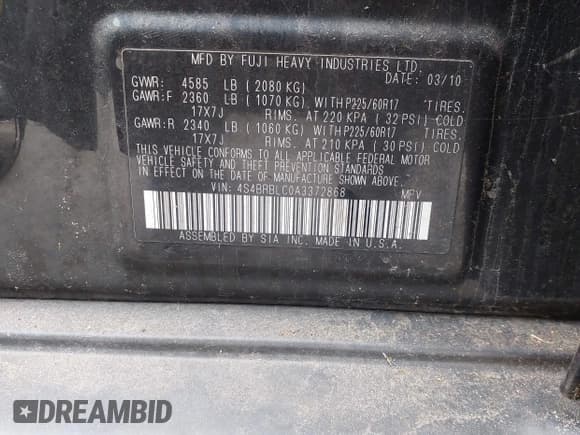 MFD BY FUJI HEAVY INDUSTRIES LTD.
DATE: 03/10
GVWR: 4585 LB ( 2080 KG)
GAWR:F 2360 LB ( 1070 KG) WITH P225/60R17 TIRES.
17X7J RIMS. AT 220 KPA ( 32 PSI) COLD
GAWR:R 2340 LB ( 1060 KG) WITH P225/60R17 TIRES.
17X7J RIMS. AT 210 KPA ( 30 PSI) COLD
THIS VEHICLE CONFORMS TO ALL APPLICABLE FEDERAL MOTOR
VEHICLE SAFETY AND THEFT PREVENTION STANDARDS
IN EFFECT ON THE DATE OF MANUFACTURE SHOWN ABOVE.
VIN: 4S4BRBLC0A3372868 MPV
ASSEMBLED BY SIA INC. MADE IN U.S.A.
DREAMBID